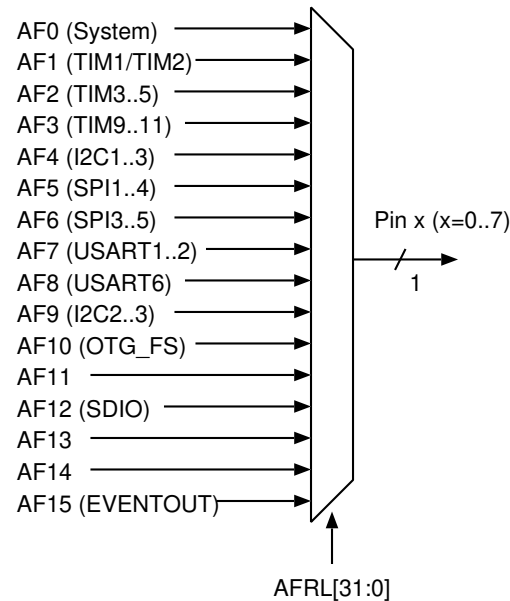 AF0 (System)
AF1 (TIM1/TIM2)
AF2 (TIM3..5)
AF3 (TIM9..11)
AF4 (I2C1..3)
AF5 (SPI1..4)
AF6 (SPI3..5)
AF7 (USART1..2)
AF8 (USART6)
AF9 (I2C2..3)
AF10 (OTG_FS)
AF11
AF12 (SDIO)
AF13
AF14
AF15 (EVENTOUT)
Pin x (x=0..7)
1
AFRL[31:0]